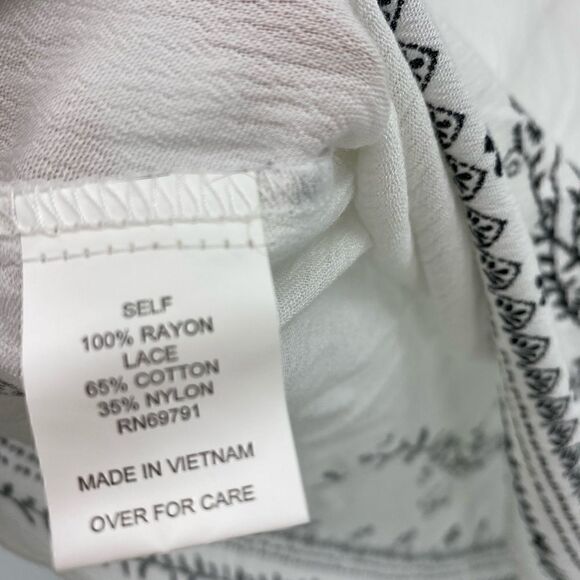 SELF
100% RAYON
LACE
65% COTTON
35% NYLON
RN69791
MADE IN VIETNAM
OVER FOR CARE